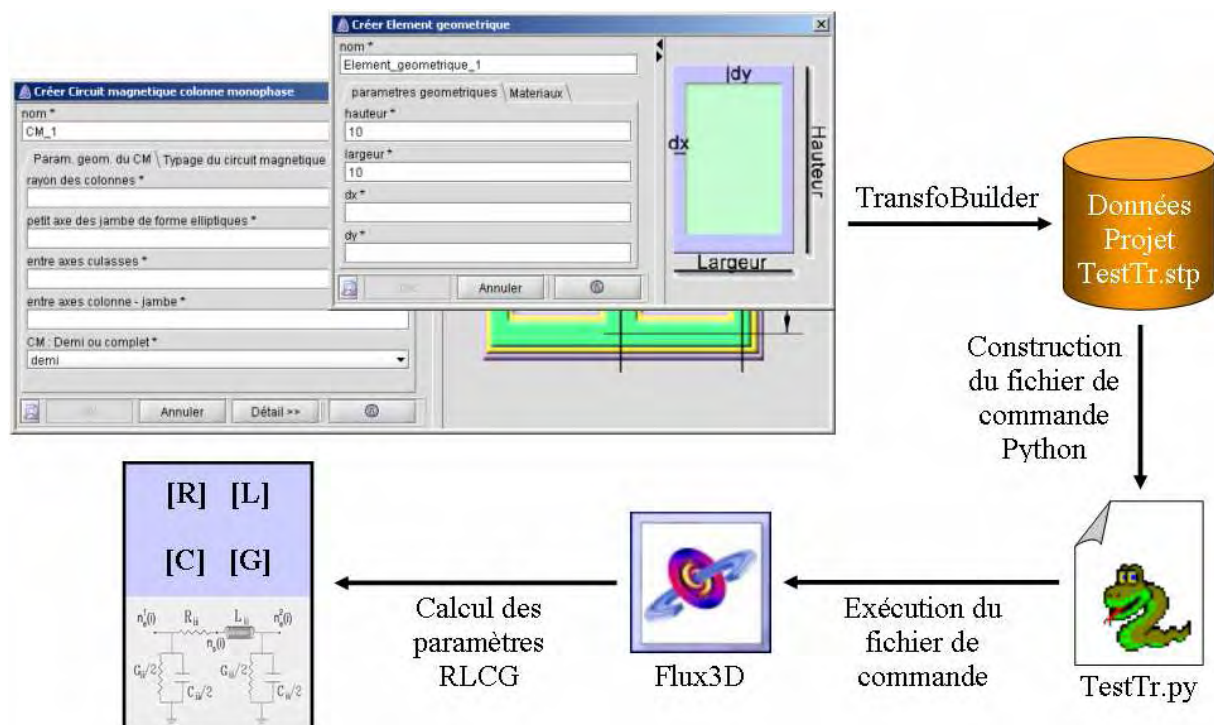 Créer Element geometrique
nom *
Element_geometrique_1
parametres geometriques
Materiaux
hauteur *
10
largeur *
10
dx *
dy *
Annuler
dy
dx
Hauteur
Largeur
Créer Circuit magnetique colonne monophase
nom *
CM_1
Param. geom. du CM
Typage du circuit magnetique
rayon des colonnes *
petit axe des jambe de forme elliptiques *
entre axes culasses *
entre axes colonne - jambe *
CM : Demi ou complet *
demi
Annuler
Détail >>
TransfoBuilder
Données
Projet
TestTr.stp
Construction
du fichier de
commande
Python
TestTr.py
Exécution du
fichier de
commande
Flux3D
Calcul des
paramètres
RLCG
[R] [L]
[C] [G]